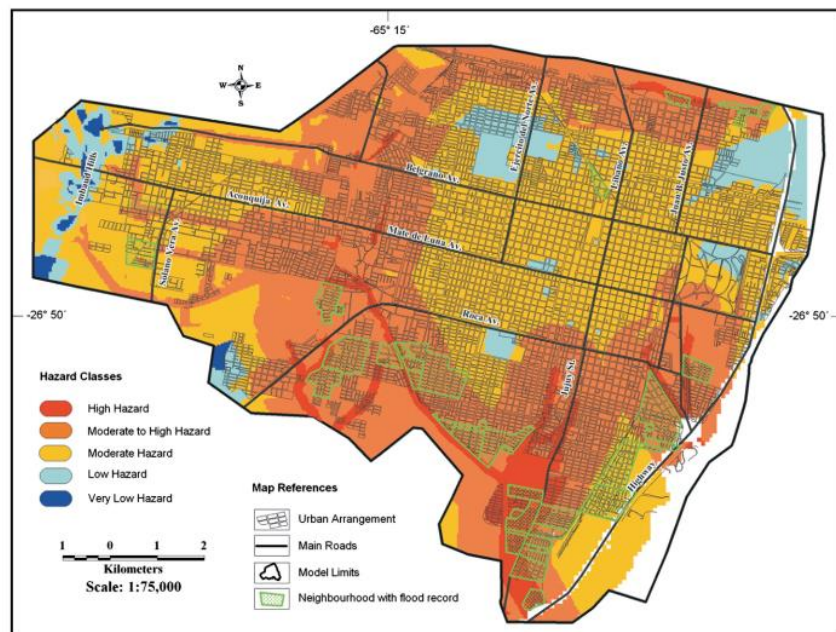 -65° 15´
N
W E
S
Ejercito del Norte Av.
Juan B. Justo Av.
Belgrano Av.
Imbaud Hills
Aconquija Av.
Mate de Luna Av.
Solano Vera Av.
-26° 50´
-26° 50´
Roca Av.
Jujuy St.
Highway
Hazard Classes
High Hazard
Moderate to High Hazard
Moderate Hazard
Low Hazard
Very Low Hazard
1 0 1 2
Kilometers
Scale: 1:75,000
Map References
Urban Arrangement
Main Roads
Model Limits
Neighbourhood with flood record